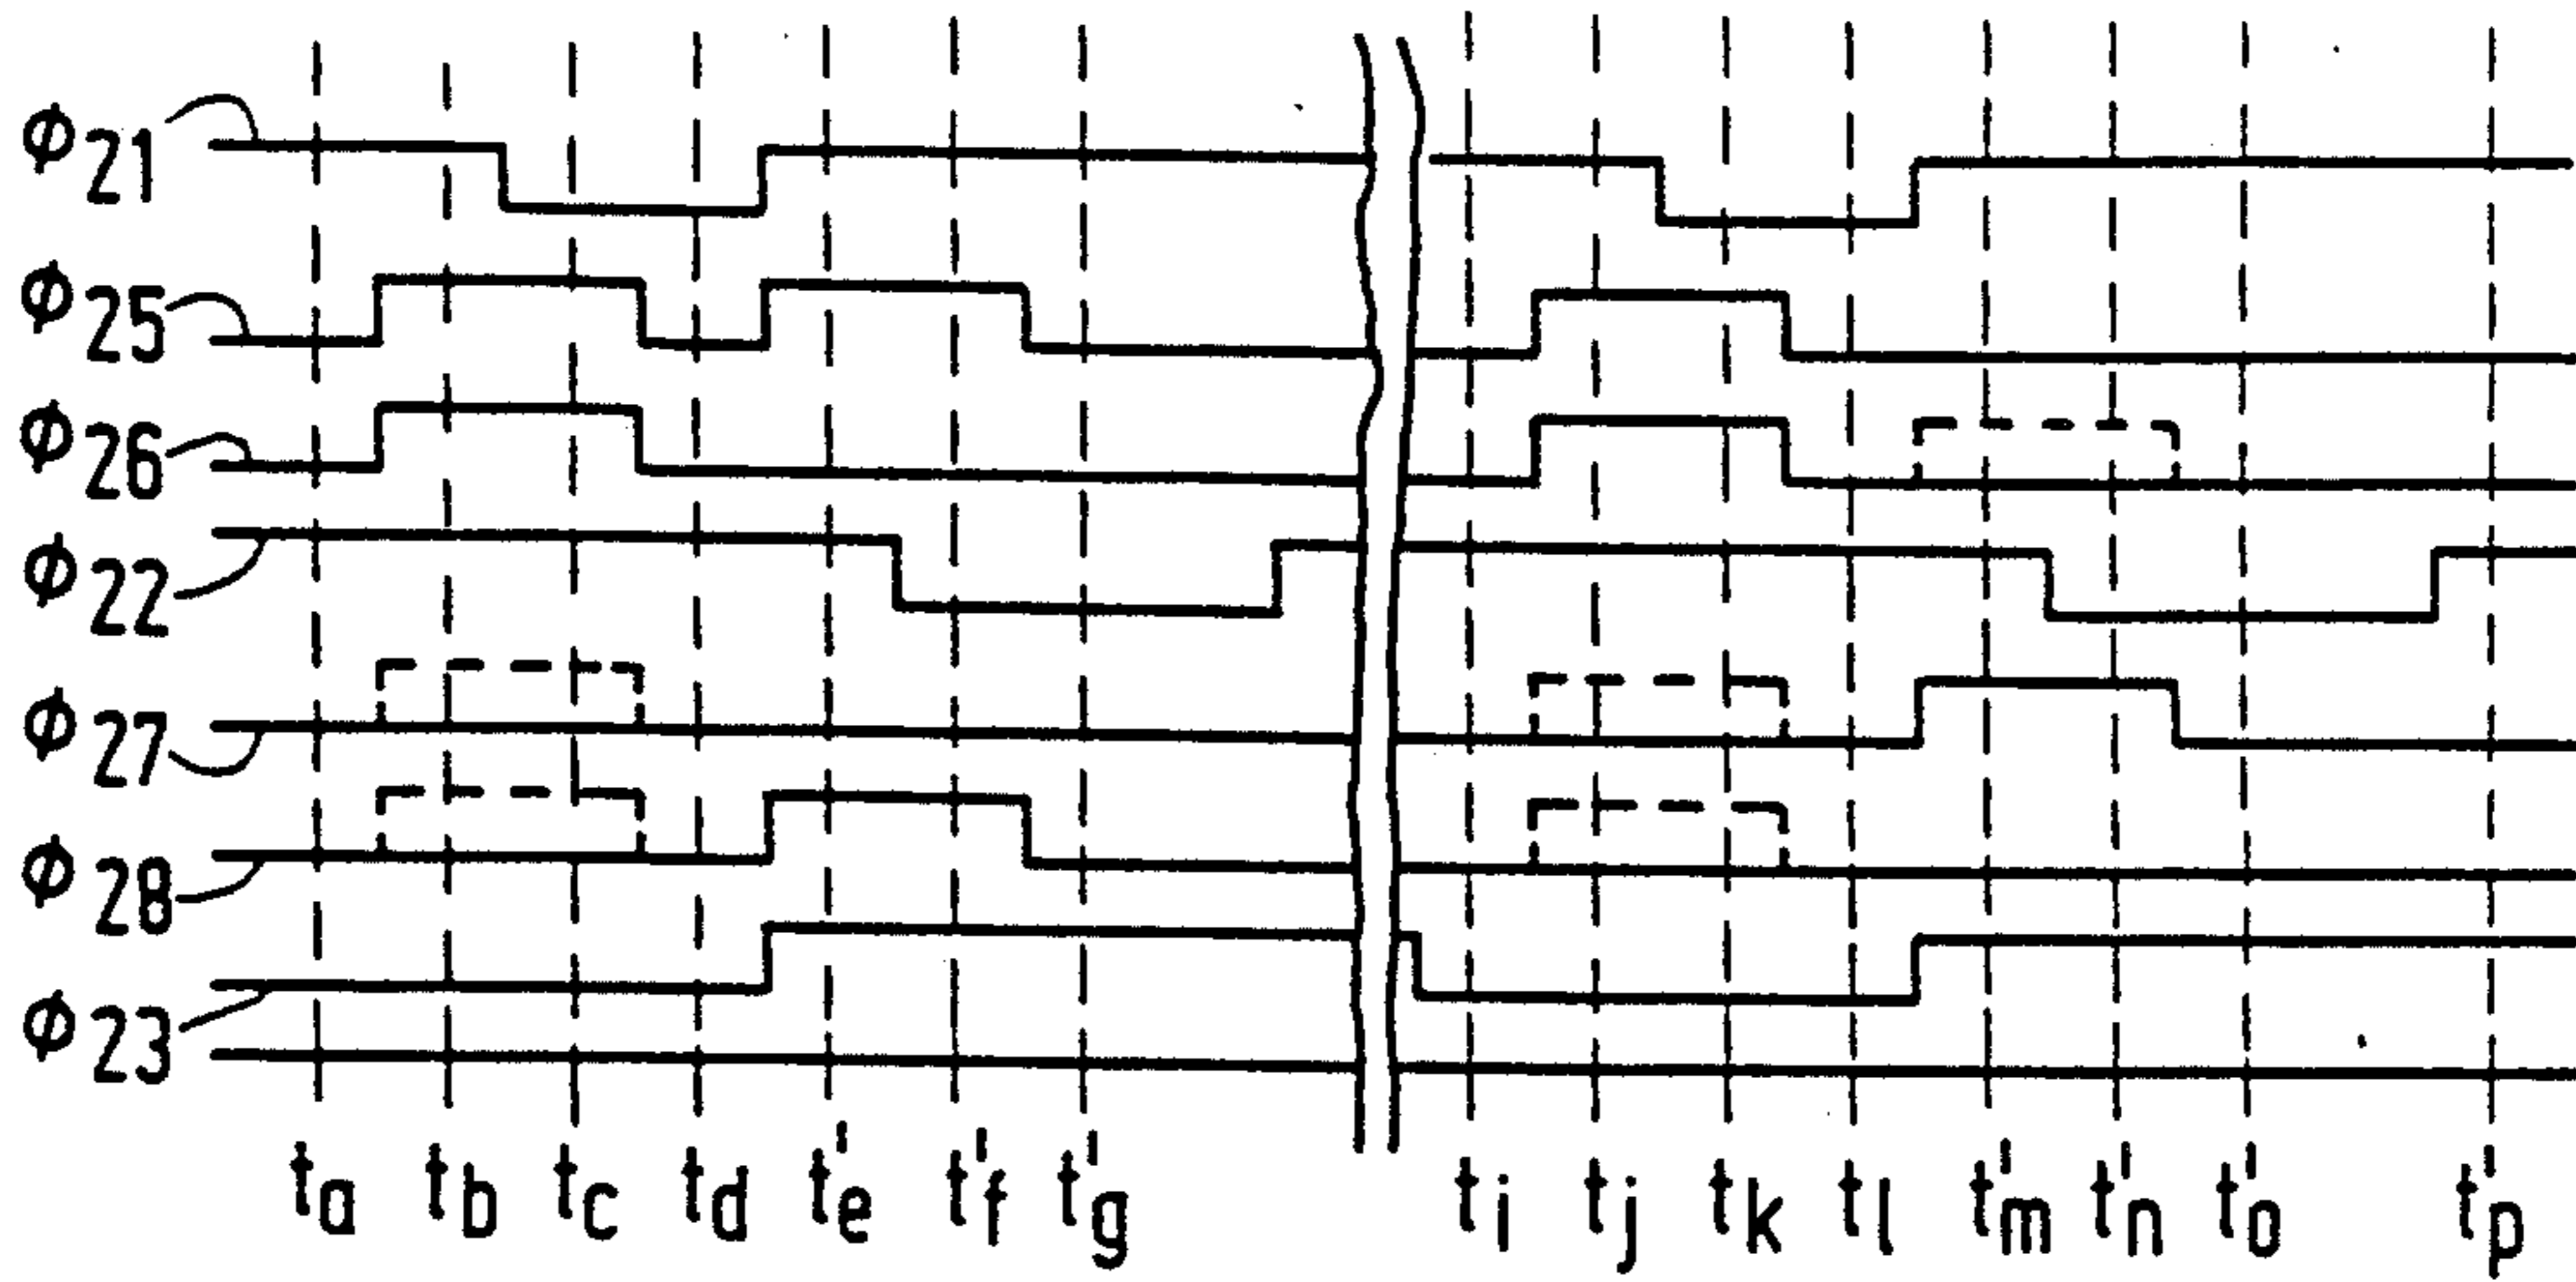 ϕ21
ϕ25
ϕ26
ϕ22
ϕ27
ϕ28
ϕ23
ta tb tc td t'e t'f t'g ti tj tk tl t'm t'n t'o t'p